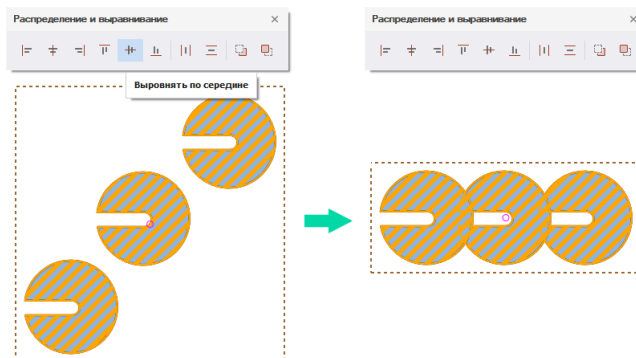 Распределение и выравнивание
Распределение и выравнивание
Выровнять по середине